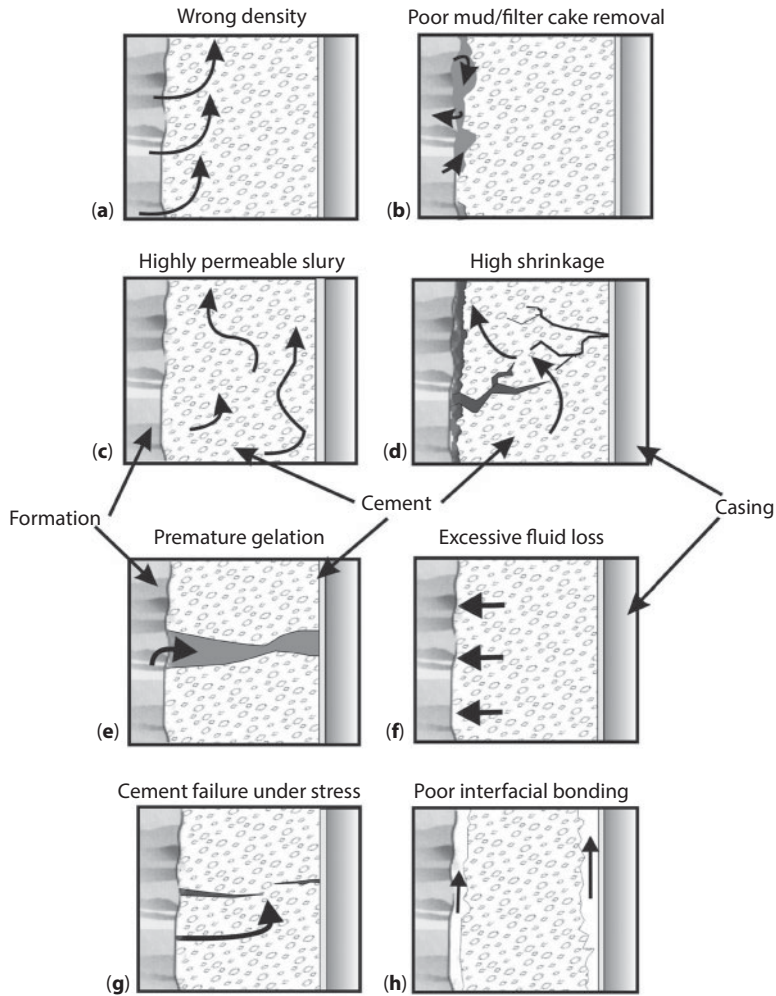 Wrong density
Poor mud/filter cake removal
(a)
(b)
Highly permeable slury
High shrinkage
(c)
(d)
Formation
Cement
Casing
Premature gelation
Excessive fluid loss
(e)
(f)
Cement failure under stress
Poor interfacial bonding
(g)
(h)